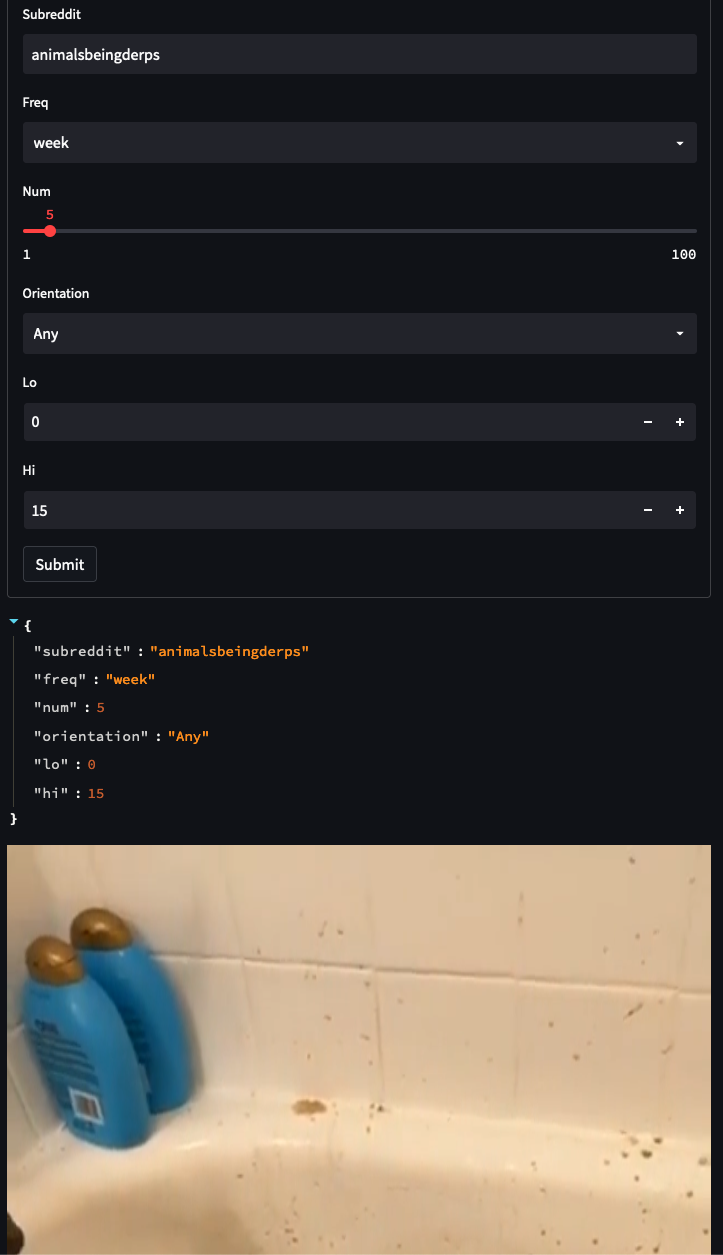 Subreddit
animalsbeingderps
Freq
week
Num
5
1 100
Orientation
Any
Lo
0
Hi
15
Submit
{
"subreddit" : "animalsbeingderps"
"freq" : "week"
"num" : 5
"orientation" : "Any"
"lo" : 0
"hi" : 15
}